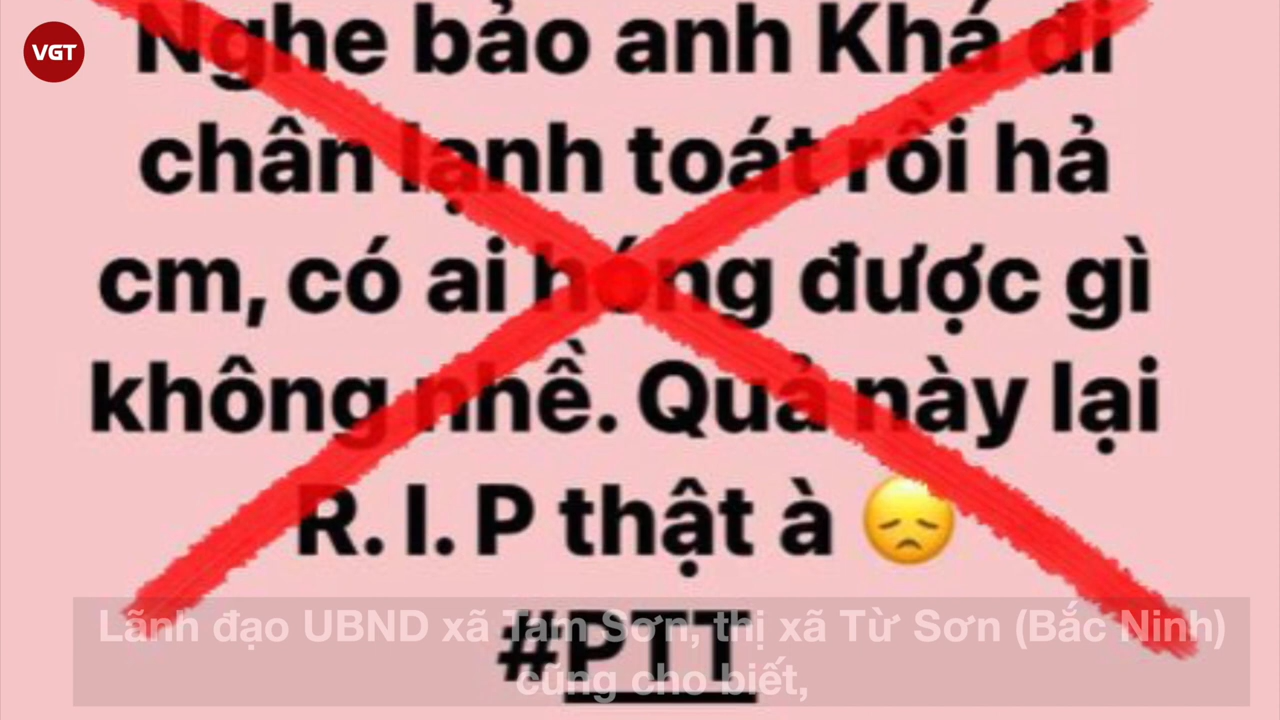 VGT
Nghe bảo anh Khá đi
chân lạnh toát rồi hả
cm, có ai hóng được gì
không nhề. Quả này lại
R.I.P thật à 😞
#PTT
Lãnh đạo UBND xã Tam Sơn, thị xã Từ Sơn (Bắc Ninh)
cũng cho biết,